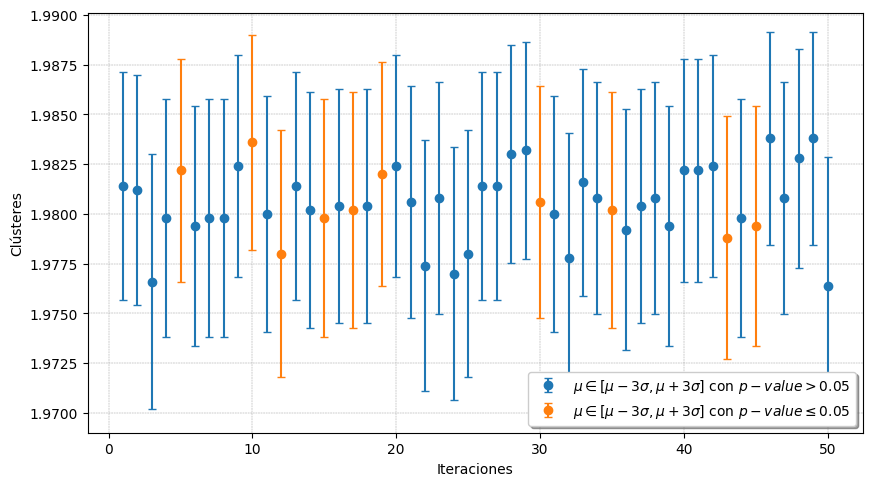 1.9900
1.9875
1.9850
1.9825
1.9800
1.9775
1.9750
1.9725
1.9700
Clústeres
μ ∈ [μ − 3σ, μ + 3σ] con p − value > 0.05
μ ∈ [μ − 3σ, μ + 3σ] con p − value ≤ 0.05
0 10 20 30 40 50
Iteraciones